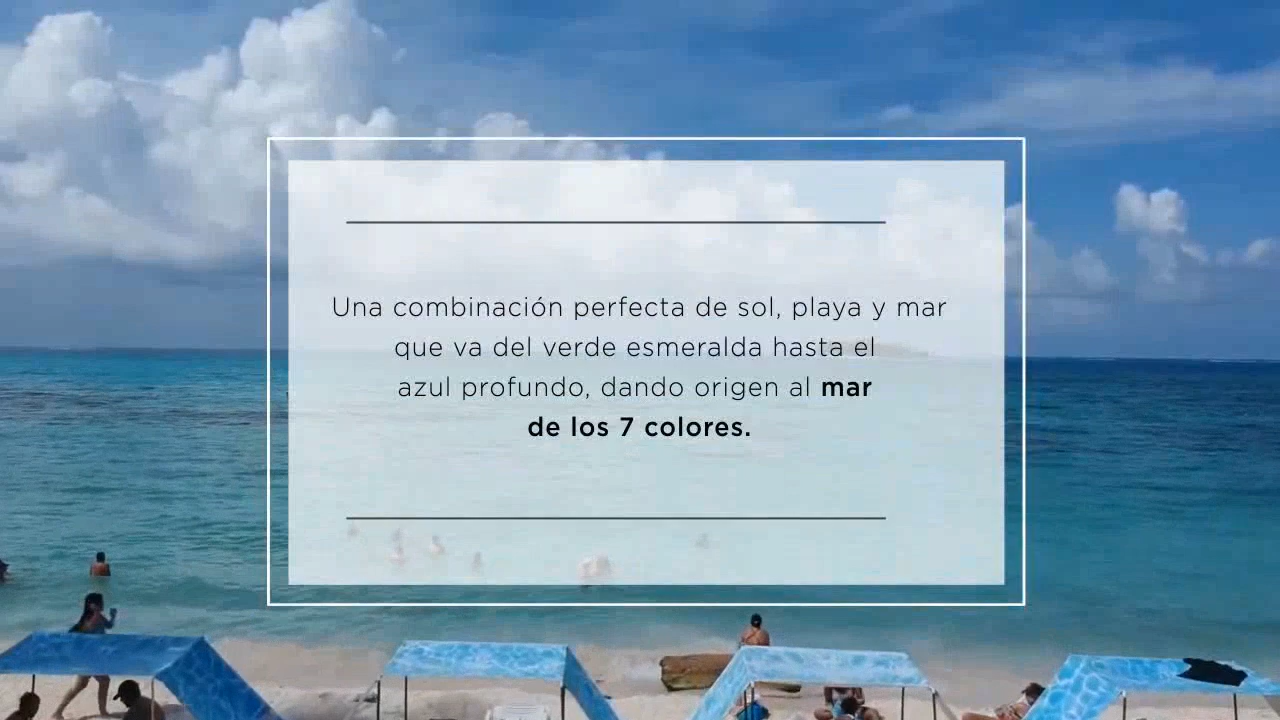 Una combinación perfecta de sol, playa y mar
que va del verde esmeralda hasta el
azul profundo, dando origen al mar
de los 7 colores.